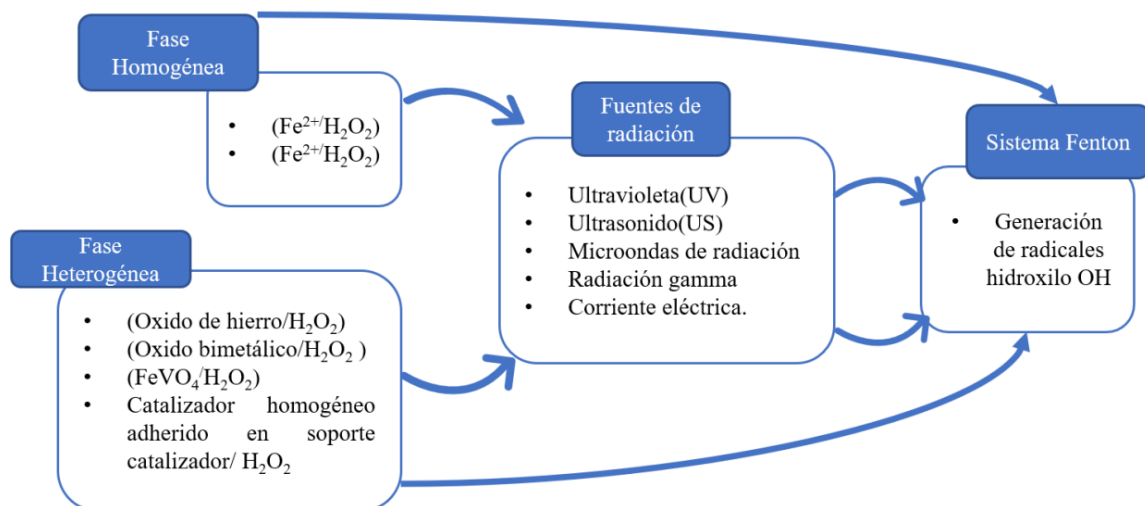 Fase
Homogénea
• (Fe²⁺/H₂O₂)
• (Fe²⁺/H₂O₂)
Fase
Heterogénea
• (Oxido de hierro/H₂O₂)
• (Oxido bimetálico/H₂O₂ )
• (FeVO₄/H₂O₂)
• Catalizador homogéneo
adherido en soporte
catalizador/ H₂O₂
Fuentes de
radiación
• Ultravioleta(UV)
• Ultrasonido(US)
• Microondas de radiación
• Radiación gamma
• Corriente eléctrica.
Sistema Fenton
• Generación
de radicales
hidroxilo OH